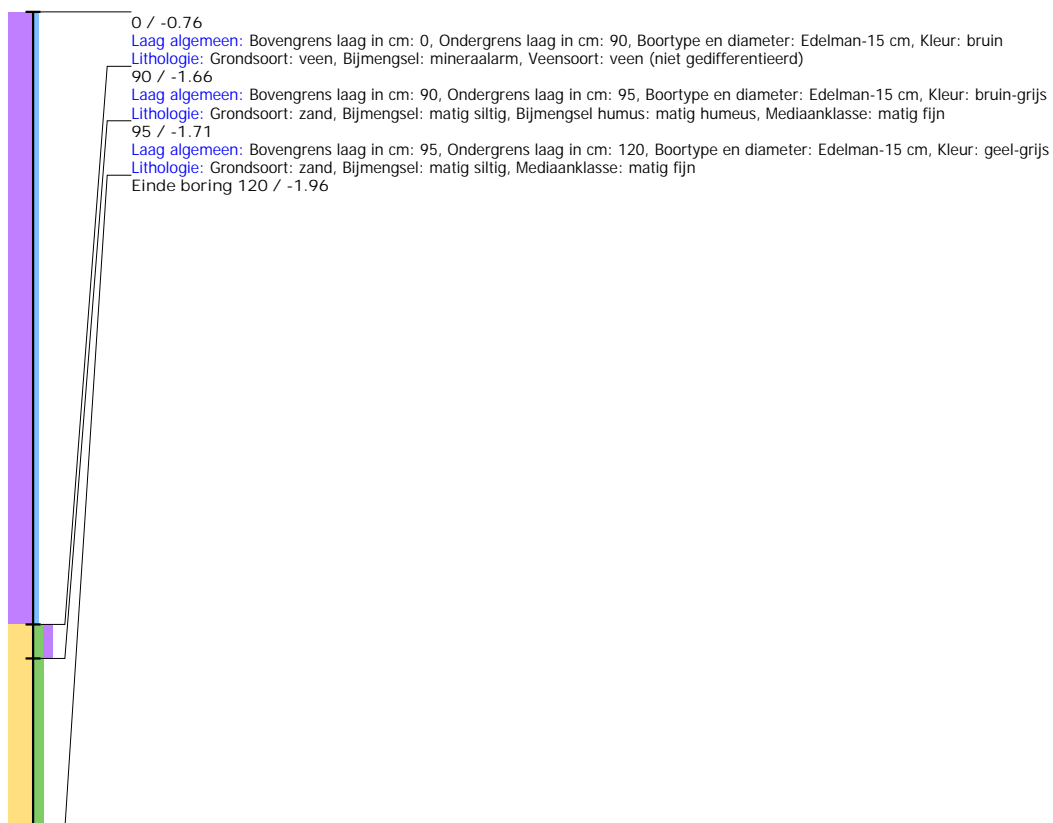 0 / -0.76
Laag algemeen: Bovengrens laag in cm: 0, Ondergrens laag in cm: 90, Boortype en diameter: Edelman-15 cm, Kleur: bruin
Lithologie: Grondsoort: veen, Bijmengsel: mineraalarm, Veensoort: veen (niet gedifferentieerd)
90 / -1.66
Laag algemeen: Bovengrens laag in cm: 90, Ondergrens laag in cm: 95, Boortype en diameter: Edelman-15 cm, Kleur: bruin-grijs
Lithologie: Grondsoort: zand, Bijmengsel: matig siltig, Bijmengsel humus: matig humeus, Mediaanklasse: matig fijn
95 / -1.71
Laag algemeen: Bovengrens laag in cm: 95, Ondergrens laag in cm: 120, Boortype en diameter: Edelman-15 cm, Kleur: geel-grijs
Lithologie: Grondsoort: zand, Bijmengsel: matig siltig, Mediaanklasse: matig fijn
Einde boring 120 / -1.96